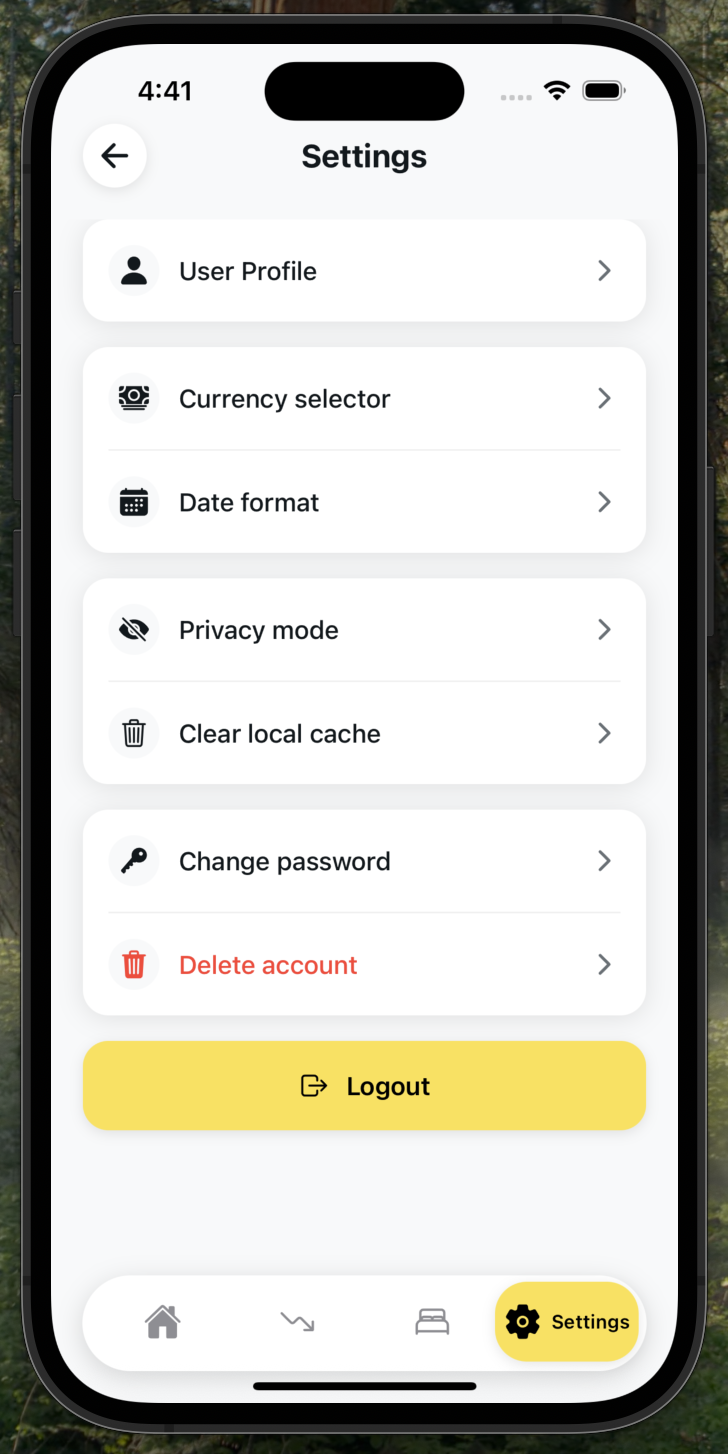 4:41
Settings
User Profile
Currency selector
Date format
Privacy mode
Clear local cache
Change password
Delete account
Logout
Settings